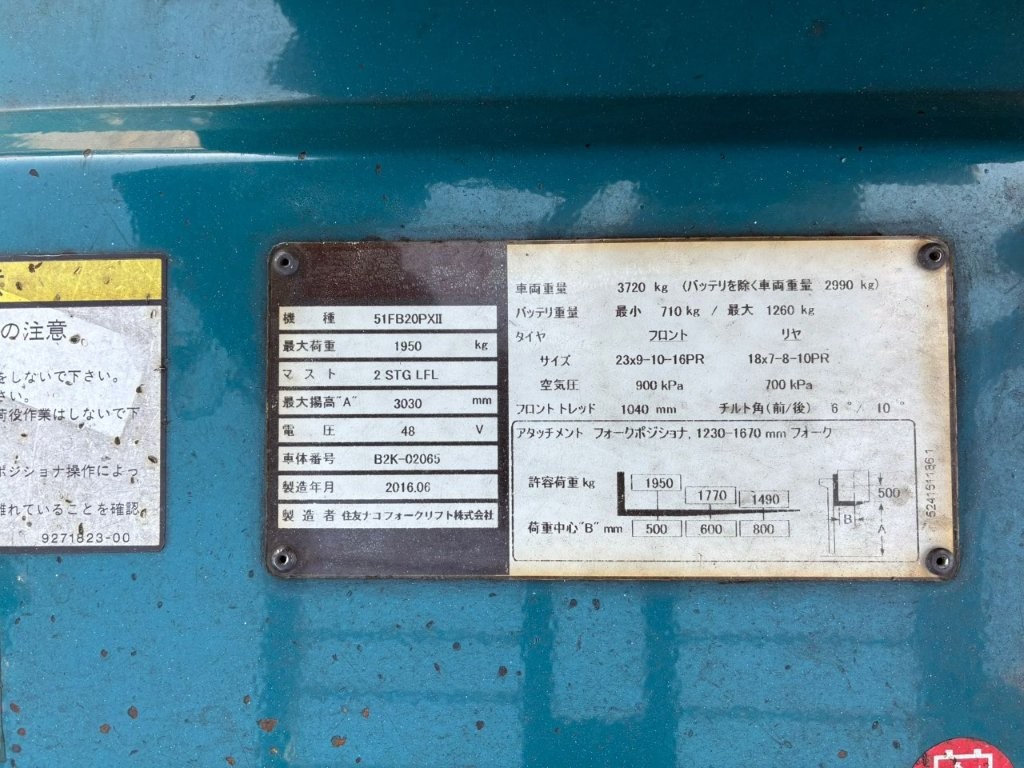 の注意
をしないで下さい。
さい。
荷役作業はしないで下
ポジショナ操作によっ
離れていることを確認
9271823-00
機 種 51FB20PXII
最大荷重 1950 kg
マスト 2 STG LFL
最大揚高"A" 3030 mm
電 圧 48 V
車体番号 B2K-02065
製造年月 2016.06
製造者 住友ナコフォークリフト株式会社
車両重量 3720 kg (バッテリを除く車両重量 2990 kg)
バッテリ重量 最小 710 kg / 最大 1260 kg
タイヤ フロント リヤ
サイズ 23x9-10-16PR 18x7-8-10PR
空気圧 900 kPa 700 kPa
フロントトレッド 1040 mm チルト角(前/後) 6 °/ 10 °
アタッチメント フォークポジショナ, 1230-1670 mm フォーク
許容荷重 kg 1950 1770 1490
荷重中心"B" mm 500 600 800
500
B
A
5241511861